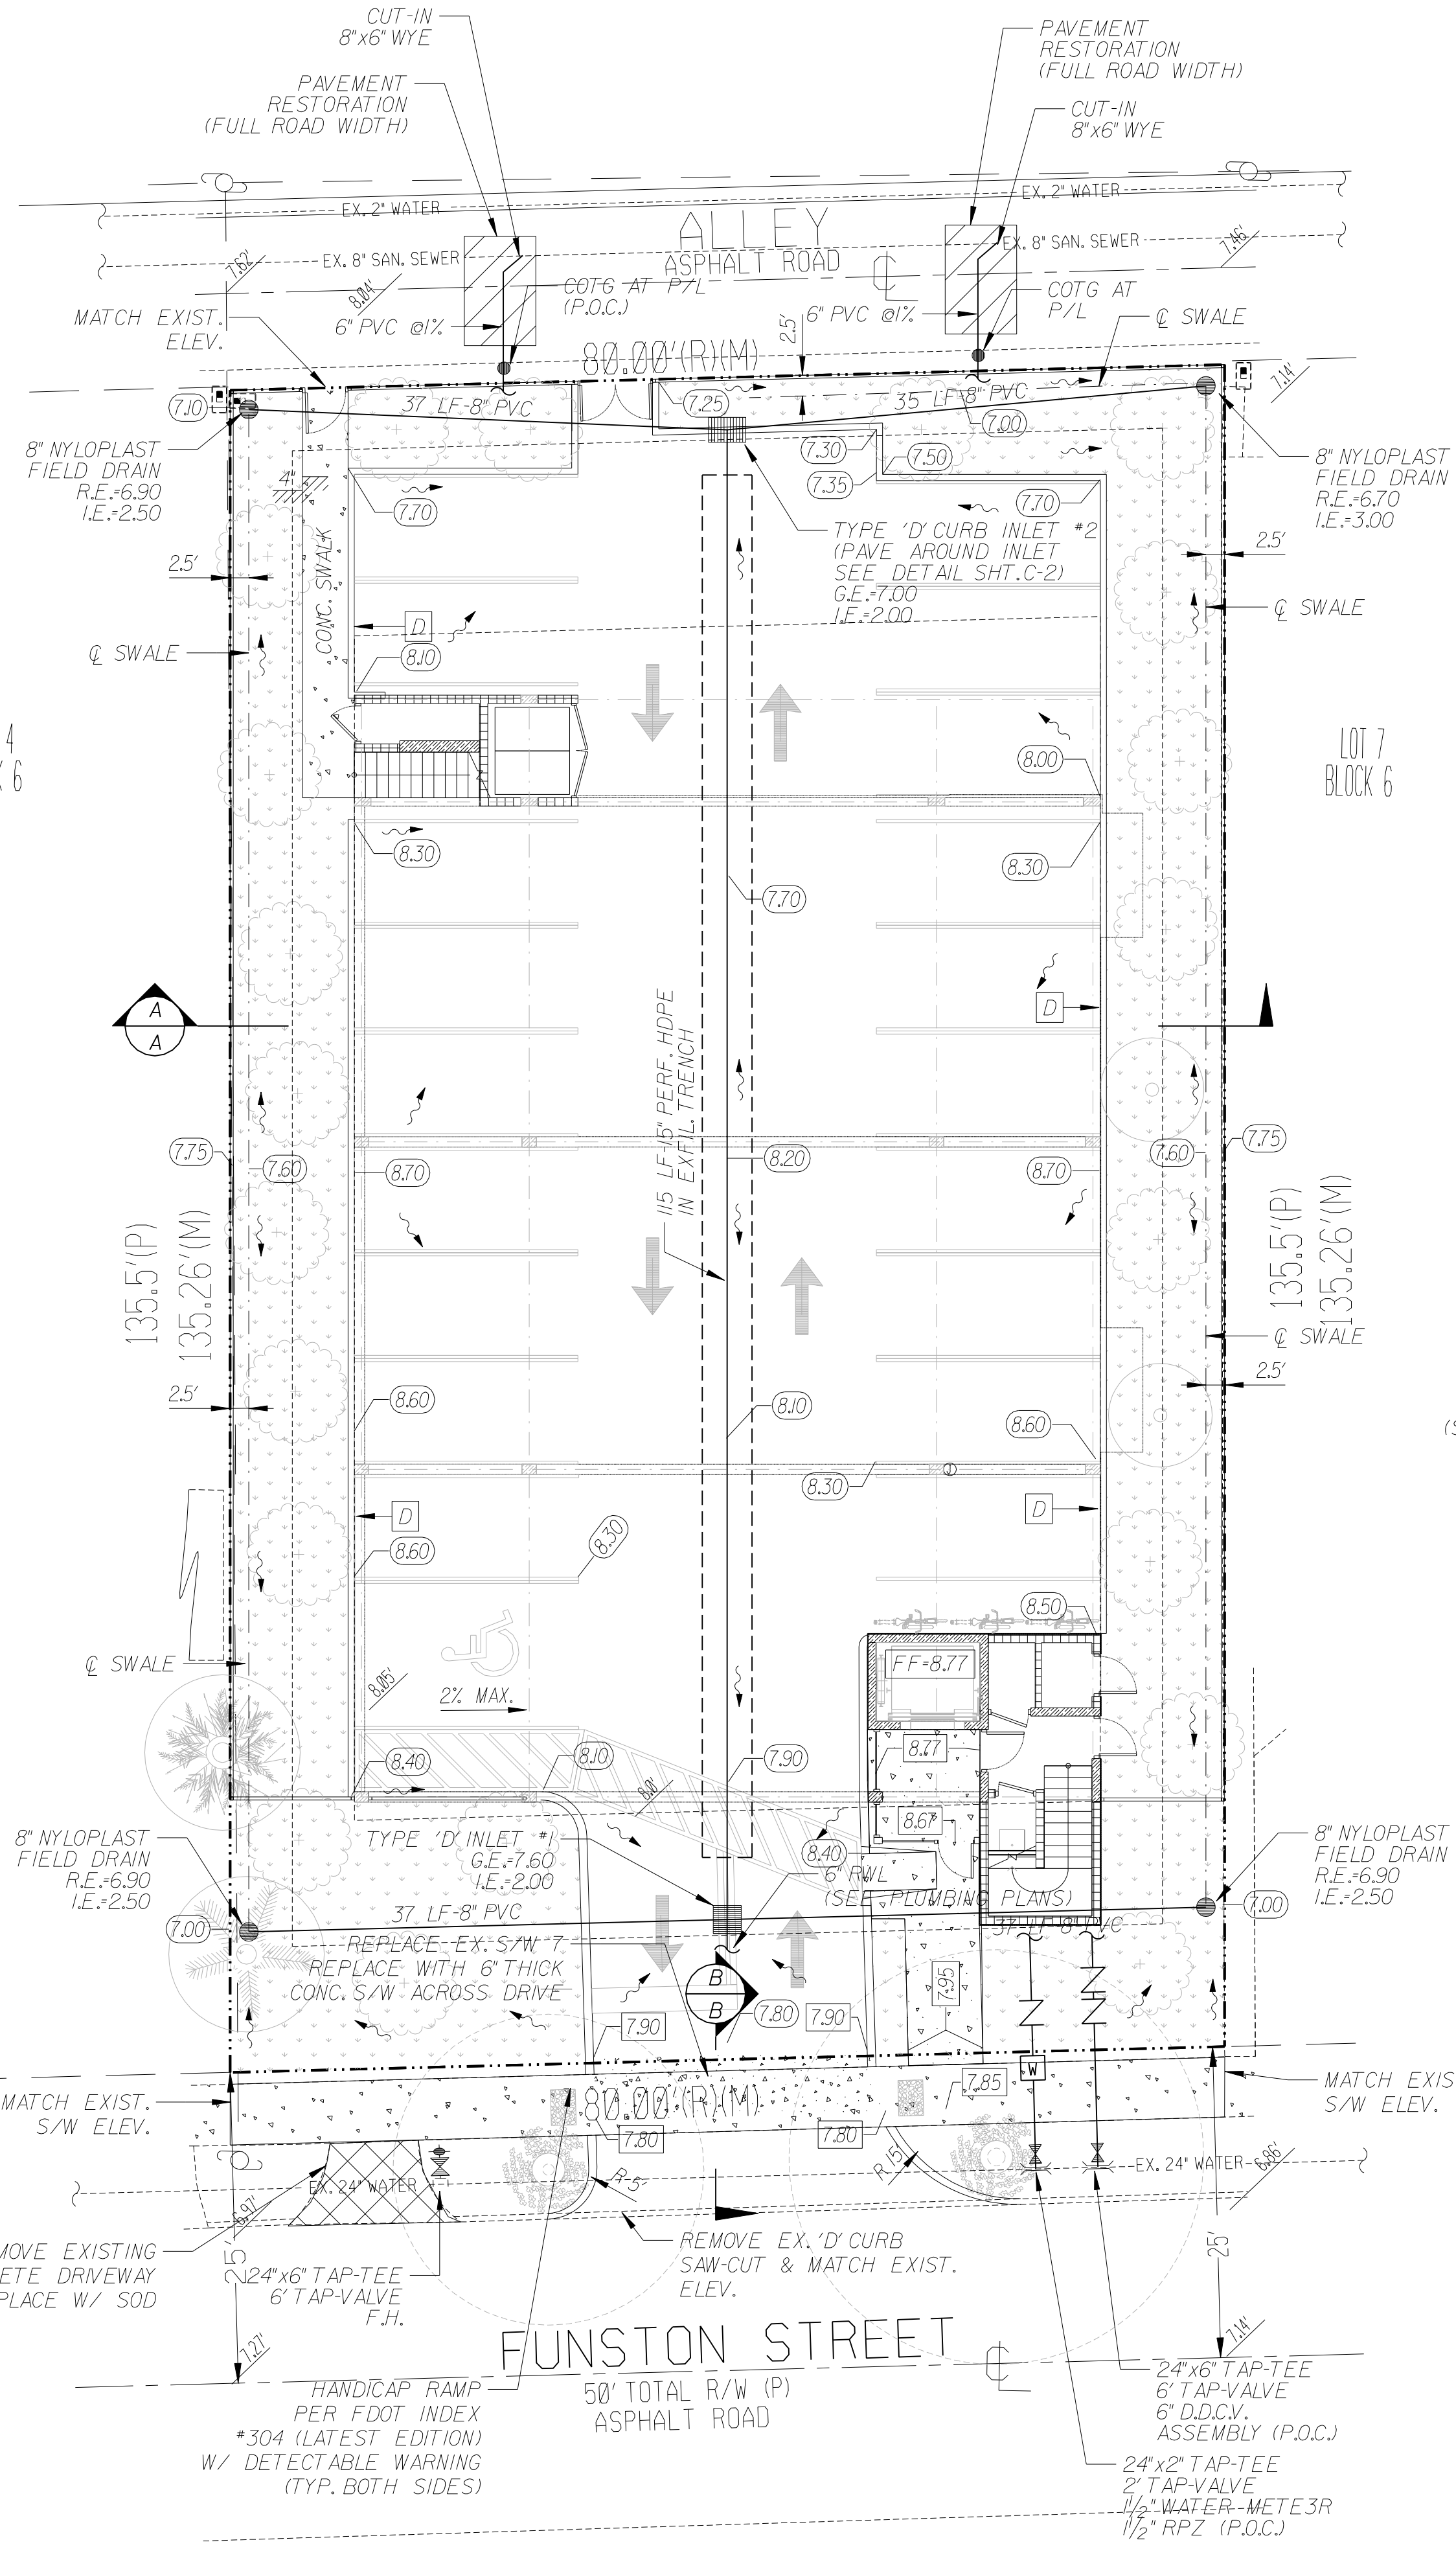 CUT-IN
8"x6" WYE
PAVEMENT
RESTORATION
(FULL ROAD WIDTH)
PAVEMENT
RESTORATION
(FULL ROAD WIDTH)
CUT-IN
8"x6" WYE
EX. 2" WATER
EX. 2" WATER
ALLEY
ASPHALT ROAD
EX. 8" SAN. SEWER
EX. 8" SAN. SEWER
7.62'
8.04'
7.46'
MATCH EXIST.
ELEV.
6" PVC @1%
COTG AT P/L
(P.O.C.)
6" PVC @1%
2.5'
COTG AT
P/L
℄ SWALE
80.00'(R)(M)
7.14'
7.10
37 LF-8" PVC
7.25
35 LF-8" PVC
7.00
8" NYLOPLAST
FIELD DRAIN
R.E.=6.90
I.E.=2.50
4'
7.30
7.50
7.35
7.70
7.70
8" NYLOPLAST
FIELD DRAIN
R.E.=6.70
I.E.=3.00
TYPE 'D' CURB INLET #2
(PAVE AROUND INLET
SEE DETAIL SHT.C-2)
G.E.=7.00
I.E.=2.00
2.5'
2.5'
CONC. SWALK
℄ SWALE
℄ SWALE
D
8.10
4
6
LOT 7
BLOCK 6
8.00
8.30
8.30
7.70
A
A
D
115 LF-15" PERF. HDPE
IN EXFIL. TRENCH
7.75
7.60
8.70
8.20
8.70
7.60
7.75
135.5'(P)
135.26'(M)
135.5'(P)
135.26'(M)
℄ SWALE
2.5'
2.5'
8.60
8.10
8.60
8.30
D
D
8.60
8.30
8.50
℄ SWALE
FF=8.77
8.05'
2% MAX.
8.77
8.40
8.10
7.90
8.0'
8.67
8" NYLOPLAST
FIELD DRAIN
R.E.=6.90
I.E.=2.50
TYPE 'D' INLET #1
G.E.=7.60
I.E.=2.00
8.40
6" RWL
(SEE PLUMBING PLANS)
8" NYLOPLAST
FIELD DRAIN
R.E.=6.90
I.E.=2.50
7.00
37 LF-8" PVC
37 LF-8" PVC
7.00
REPLACE EX. S/W 7
REPLACE WITH 6" THICK
CONC. S/W ACROSS DRIVE
B
B
7.95
7.90
7.80
7.90
W
MATCH EXIST.
S/W ELEV.
80.00'(R)(M)
7.85
MATCH EXIS
S/W ELEV.
7.80
7.80
EX. 24" WATER
R 5'
R 15'
EX. 24" WATER
6.97'
6.86'
MOVE EXISTING
ETE DRIVEWAY
PLACE W/ SOD
25'
24"x6" TAP-TEE
6' TAP-VALVE
F.H.
REMOVE EX. 'D' CURB
SAW-CUT & MATCH EXIST.
ELEV.
25'
7.27'
FUNSTON STREET
7.14'
50' TOTAL R/W (P)
ASPHALT ROAD
HANDICAP RAMP
PER FDOT INDEX
#304 (LATEST EDITION)
W/ DETECTABLE WARNING
(TYP. BOTH SIDES)
24"x6" TAP-TEE
6' TAP-VALVE
6" D.D.C.V.
ASSEMBLY (P.O.C.)
24"x2" TAP-TEE
2' TAP-VALVE
1½" WATER METE3R
1½" RPZ (P.O.C.)